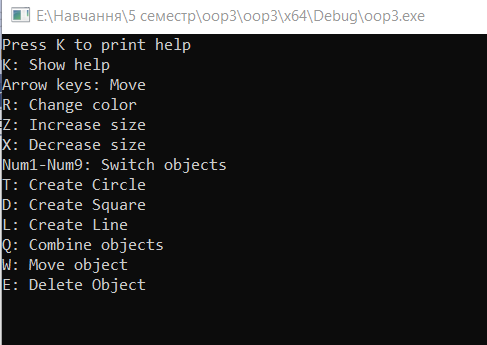 E:\Навчання\5 семестр\oop3\oop3\x64\Debug\oop3.exe
Press K to print help
K: Show help
Arrow keys: Move
R: Change color
Z: Increase size
X: Decrease size
Num1-Num9: Switch objects
T: Create Circle
D: Create Square
L: Create Line
Q: Combine objects
W: Move object
E: Delete Object